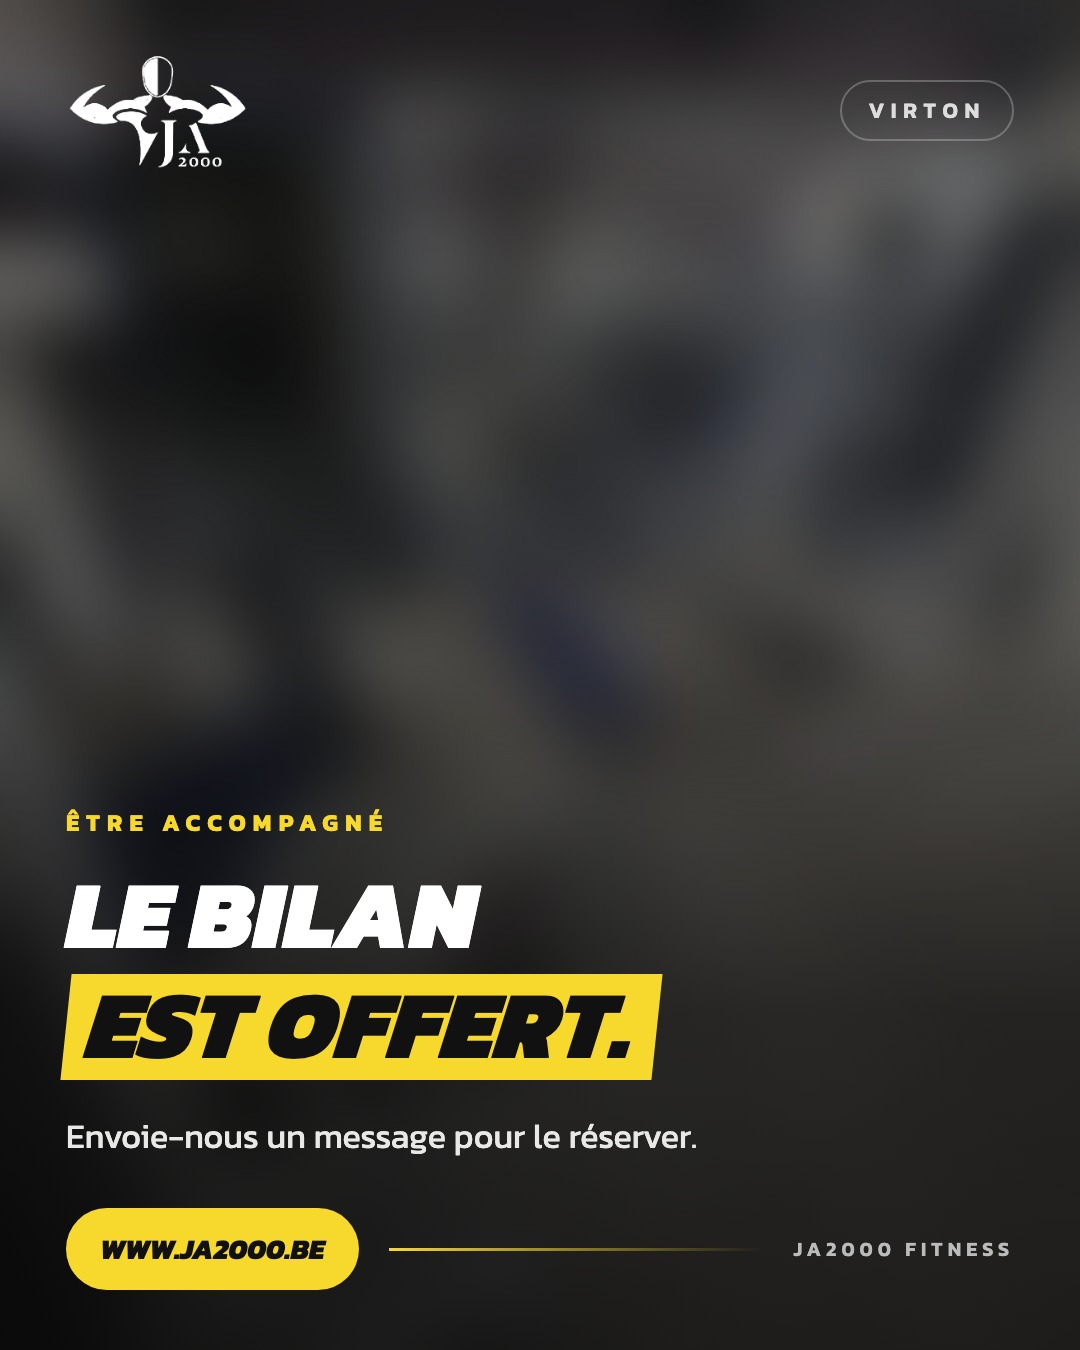 JA
2000
VIRTON
ÊTRE ACCOMPAGNÉ
LE BILAN
EST OFFERT.
Envoie-nous un message pour le réserver.
WWW.JA2000.BE
JA2000 FITNESS